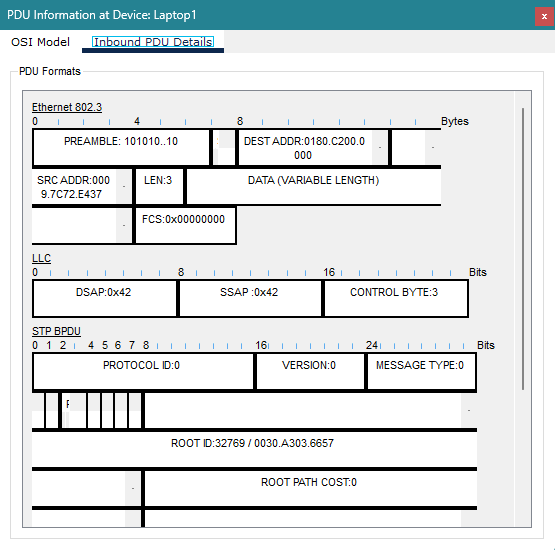 PDU Information at Device: Laptop1
x
OSI Model Inbound PDU Details
PDU Formats
Ethernet 802.3
0 4 8 Bytes
PREAMBLE: 101010..10 DEST ADDR:0180.C200.0
000
SRC ADDR:000 LEN:3 DATA (VARIABLE LENGTH)
9.7C72.E437
FCS:0x00000000
LLC
0 8 16 Bits
DSAP:0x42 SSAP :0x42 CONTROL BYTE:3
STP BPDU
0 1 2 4 5 6 7 8 16 24 Bits
PROTOCOL ID:0 VERSION:0 MESSAGE TYPE:0
ROOT ID:32769 / 0030.A303.6657
ROOT PATH COST:0